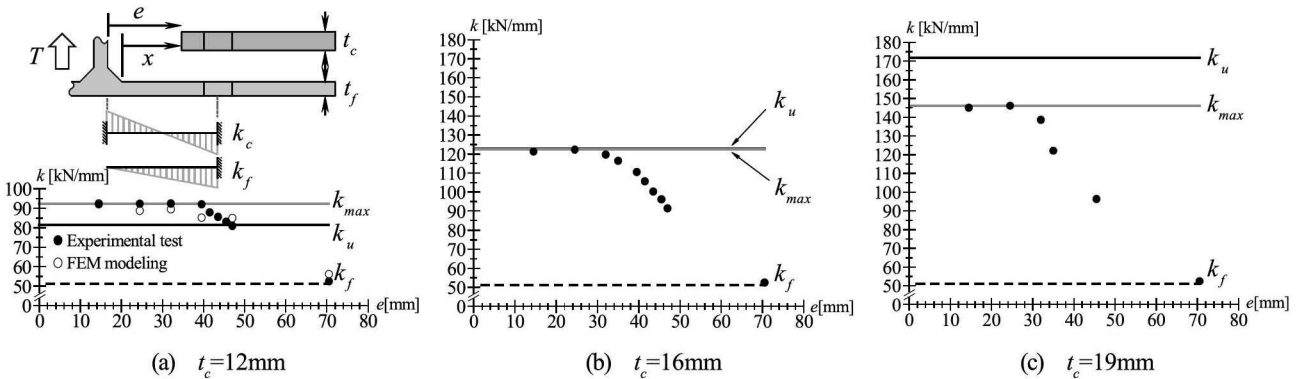 e
x
T
t_c
t_f
k_c
k_f
k [kN/mm]
100
90
80
70
60
50
k_max
k_u
k_f
● Experimental test
○ FEM modeling
0 10 20 30 40 50 60 70 80
e[mm]
(a) t_c=12mm
k [kN/mm]
180
170
160
150
140
130
120
110
100
90
80
70
60
50
k_u
k_max
k_f
0 10 20 30 40 50 60 70 80
e[mm]
(b) t_c=16mm
k [kN/mm]
180
170
160
150
140
130
120
110
100
90
80
70
60
50
k_u
k_max
k_f
0 10 20 30 40 50 60 70 80
e[mm]
(c) t_c=19mm